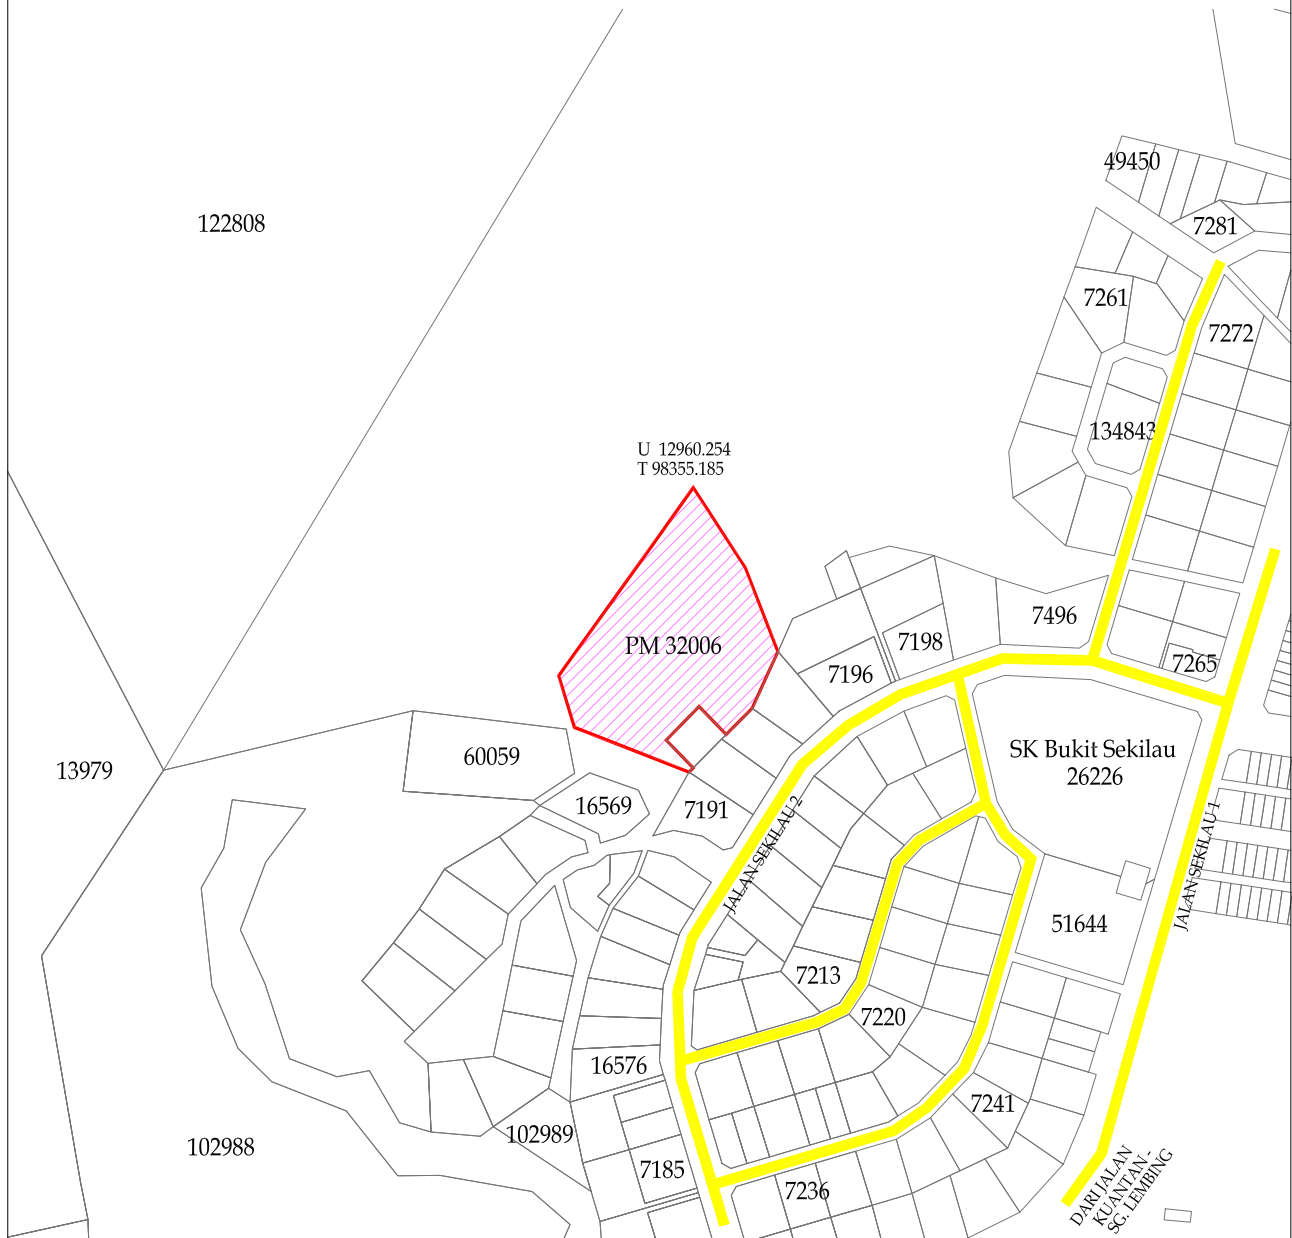 49450
122808
7281
7261
7272
134843
U 12960.254
T 98355.185
7496
7198
PM 32006
7265
7196
SK Bukit Sekilau
26226
60059
13979
16569
7191
JALAN SEKILAU 2
JALAN SEKILAU 1
51644
7213
7220
16576
7241
102989
102988
7185
7236
DARI JALAN
KUANTAN-
SG. LEMBING